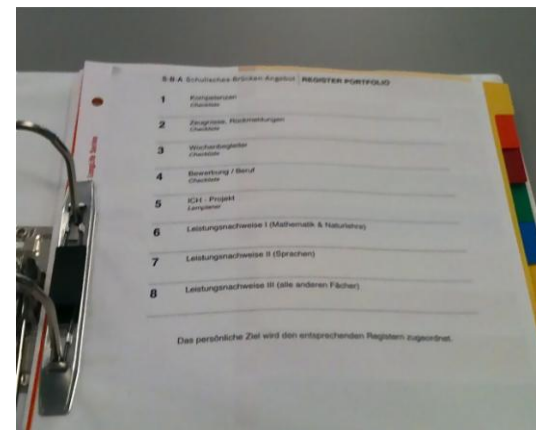 S·B·A Schulisches-Brücken-Angebot REGISTER PORTFOLIO
1 Kompetenzen
Checkliste
2 Zeugnisse, Rückmeldungen
Checkliste
3 Wochenbegleiter
Checkliste
4 Bewerbung / Beruf
Checkliste
5 ICH - Projekt
Lernplaner
6 Leistungsnachweise I (Mathematik & Naturlehre)
7 Leistungsnachweise II (Sprachen)
8 Leistungsnachweise III (alle anderen Fächer)
Das persönliche Ziel wird den entsprechenden Registern zugeordnet.